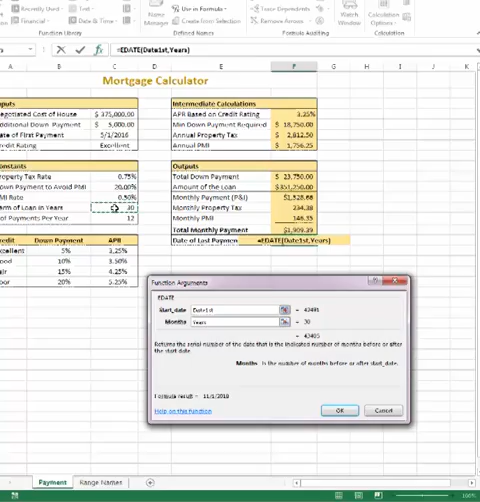 Recently Used
Text
Financial
Date & Time
Function Library
Name
Manager
Use in Formula
Create from Selection
Defined Names
Trace Dependents
Remove Arrows
Formula Auditing
Watch
Window
Calculation
Options
Calculation
=EDATE(Date1st,Years)
A B C D E F G H I J K
Mortgage Calculator
Inputs
Negotiated Cost of House $ 375,000.00
Additional Down Payment $ 5,000.00
Date of First Payment 5/1/2016
Credit Rating Excellent
Intermediate Calculations
APR Based on Credit Rating 3.25%
Min Down Payment Required $ 18,750.00
Annual Property Tax $ 2,812.50
Annual PMI $ 1,756.25
Constants
Property Tax Rate 0.75%
Down Payment to Avoid PMI 20.00%
PMI Rate 0.50%
Term of Loan in Years 30
# of Payments Per Year 12
Outputs
Total Down Payment $ 23,750.00
Amount of the Loan $351,250.00
Monthly Payment (P&I) $1,528.66
Monthly Property Tax 234.38
Monthly PMI 146.35
Total Monthly Payment $1,909.39
Date of Last Paymen =EDATE(Date1st,Years)
Credit Down Payment APR
Excellent 5% 3.25%
Good 10% 3.50%
Fair 15% 4.25%
Poor 20% 5.25%
Function Arguments
EDATE
Start_date Date1st = 42491
Months Years = 30
= 43405
Returns the serial number of the date that is the indicated number of months before or after
the start date.
Months is the number of months before or after start_date.
Formula result = 11/1/2018
Help on this function
OK Cancel
Payment Range Names
100%